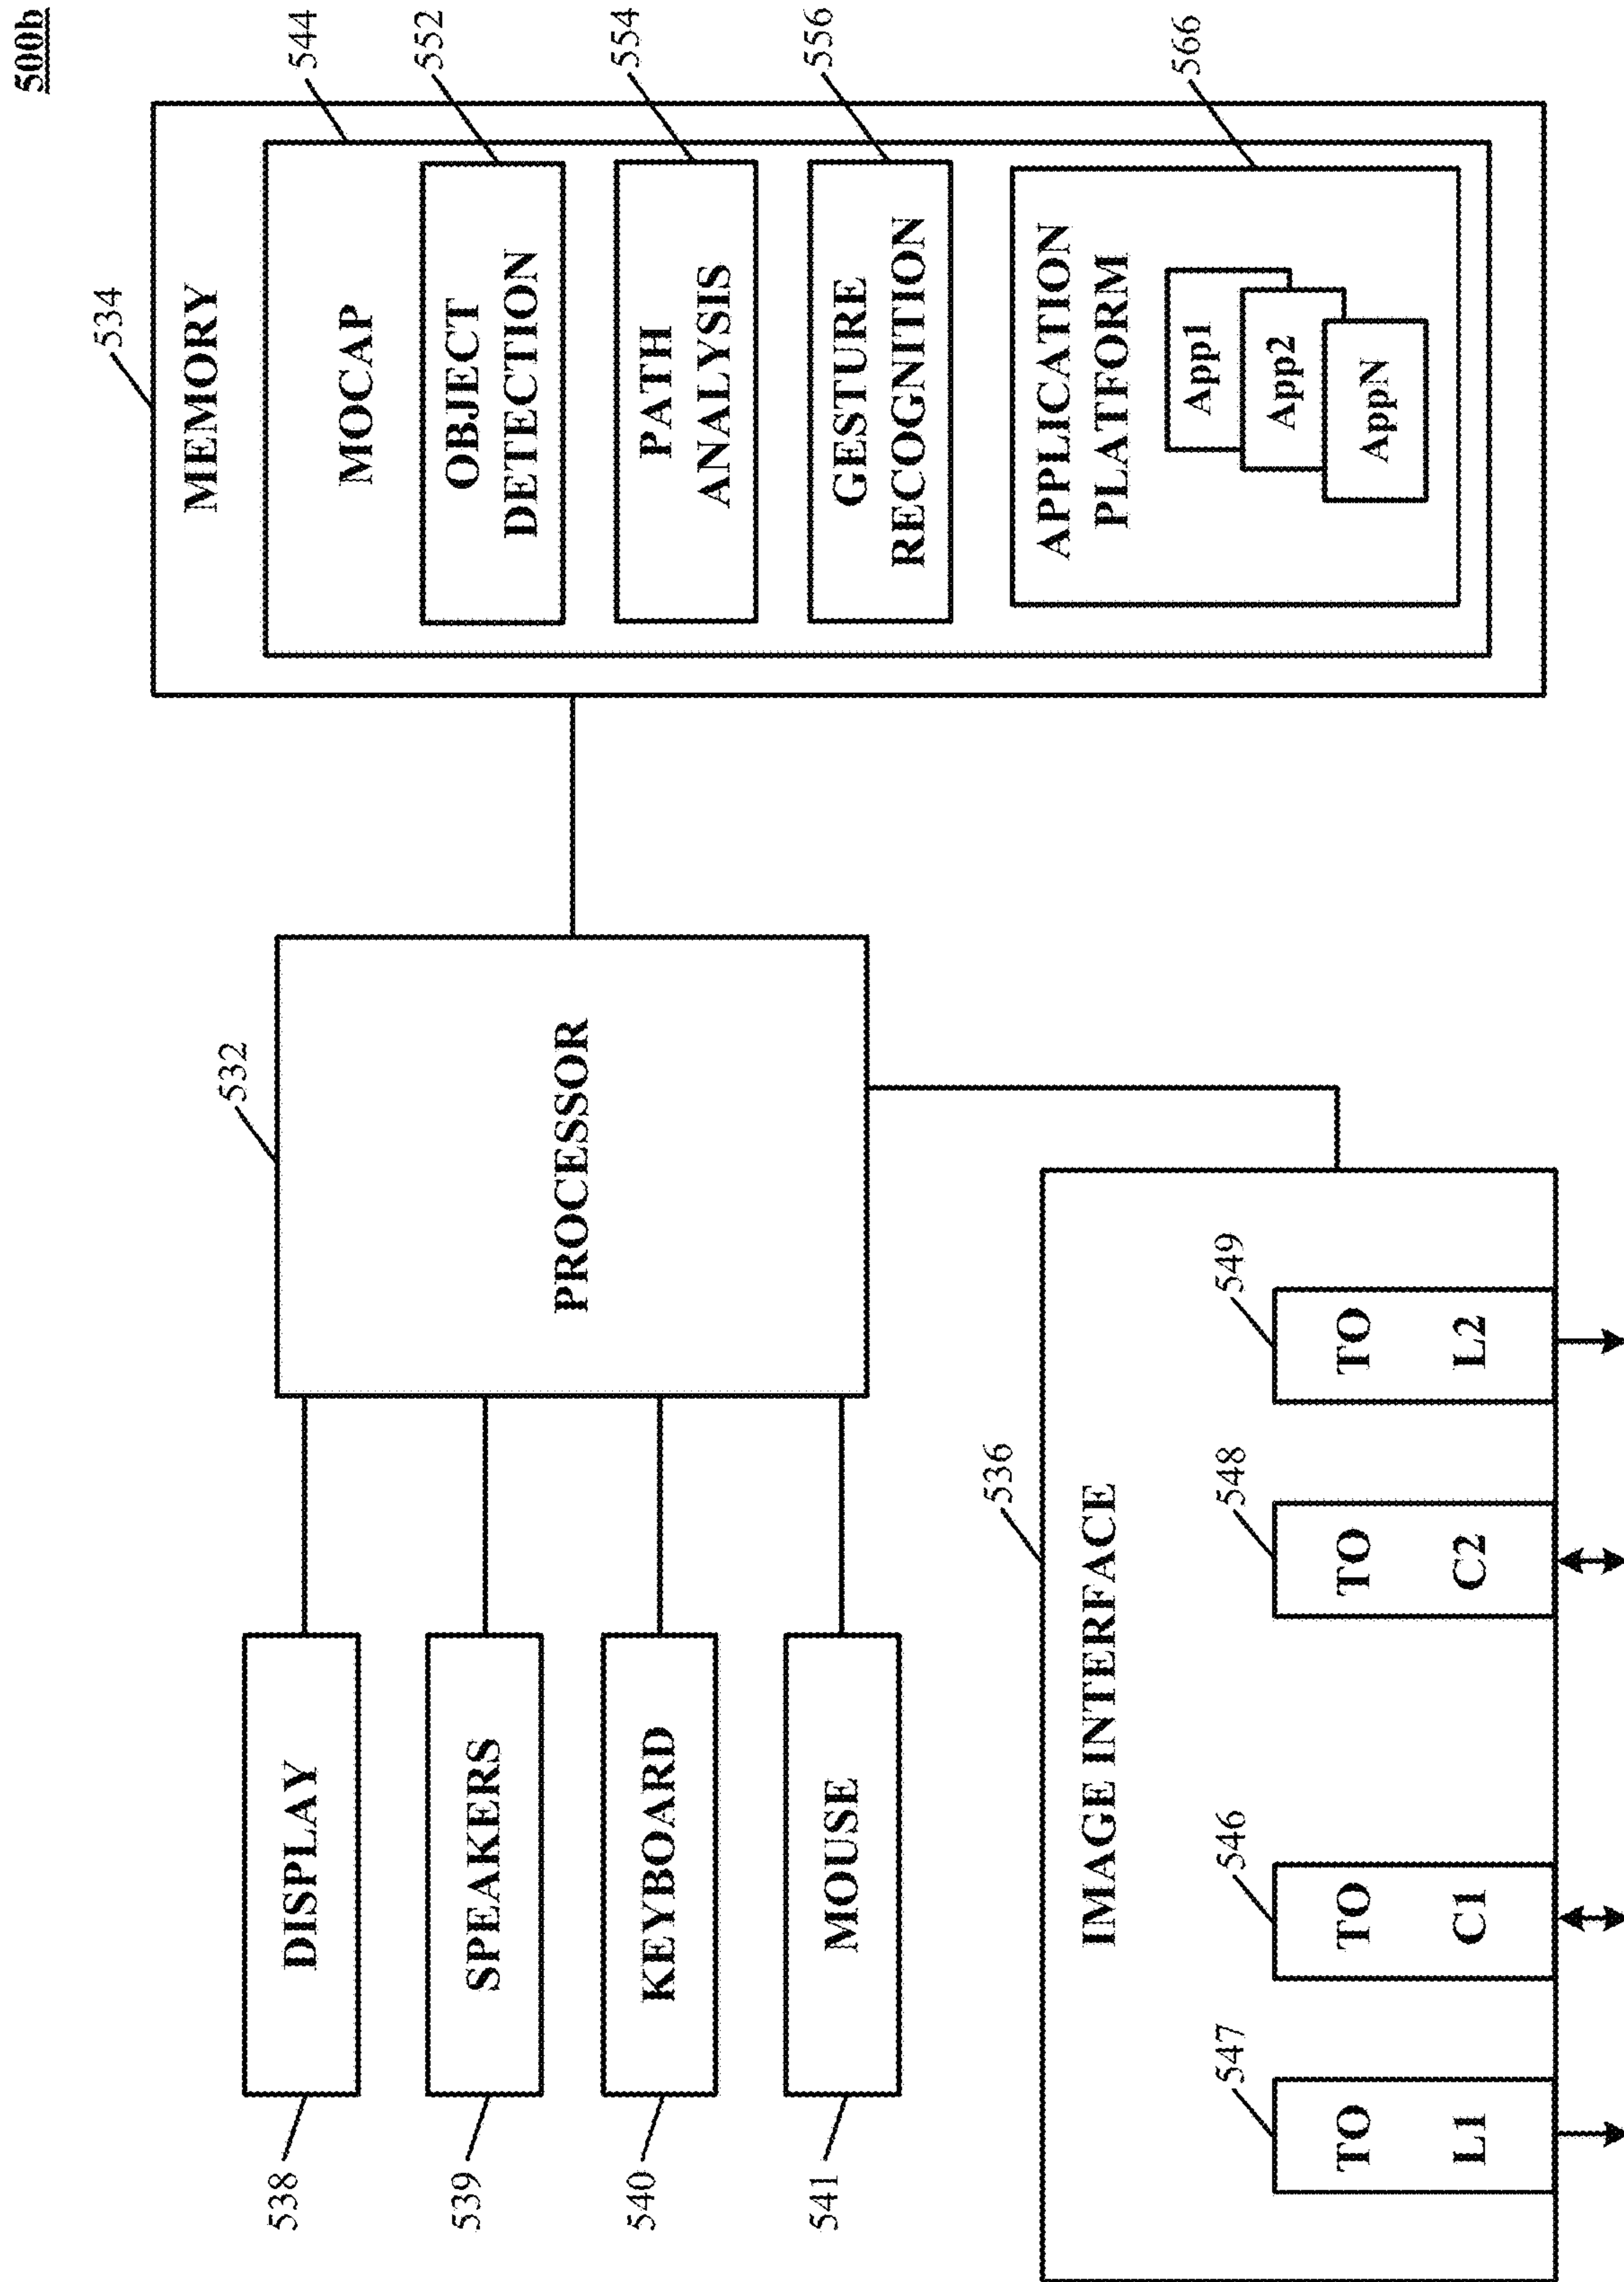 500b
538
DISPLAY
539
SPEAKERS
540
KEYBOARD
541
MOUSE
532
PROCESSOR
534
MEMORY
544
MOCAP
552
OBJECT
DETECTION
554
PATH
ANALYSIS
556
GESTURE
RECOGNITION
566
APPLICATION
PLATFORM
App1
App2
AppN
536
IMAGE INTERFACE
547
TO
L1
546
TO
C1
548
TO
C2
549
TO
L2